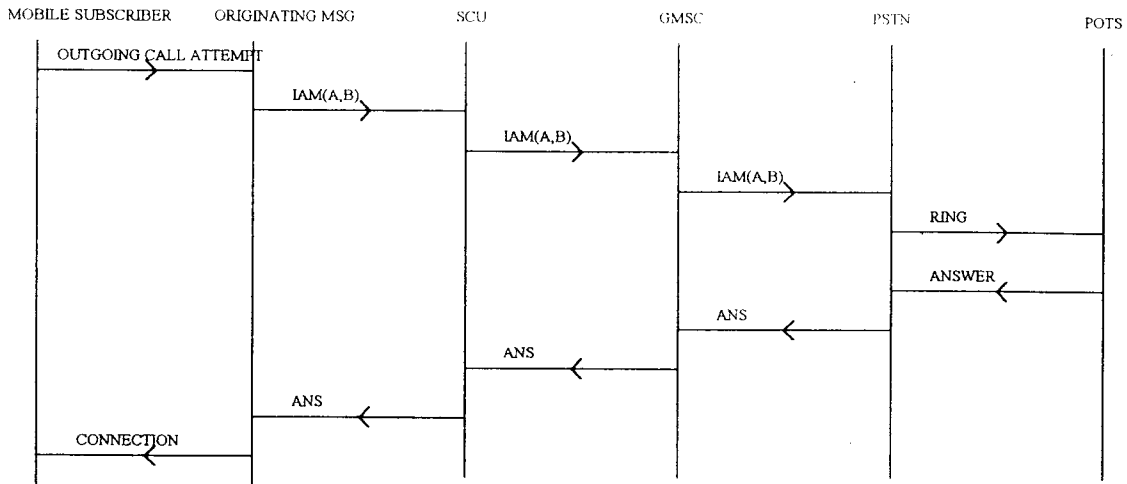 MOBILE SUBSCRIBER ORIGINATING MSG SCU GMSC PSTN POTS
OUTGOING CALL ATTEMPT
IAM(A,B)
IAM(A,B)
IAM(A,B)
RING
ANSWER
ANS
ANS
ANS
CONNECTION